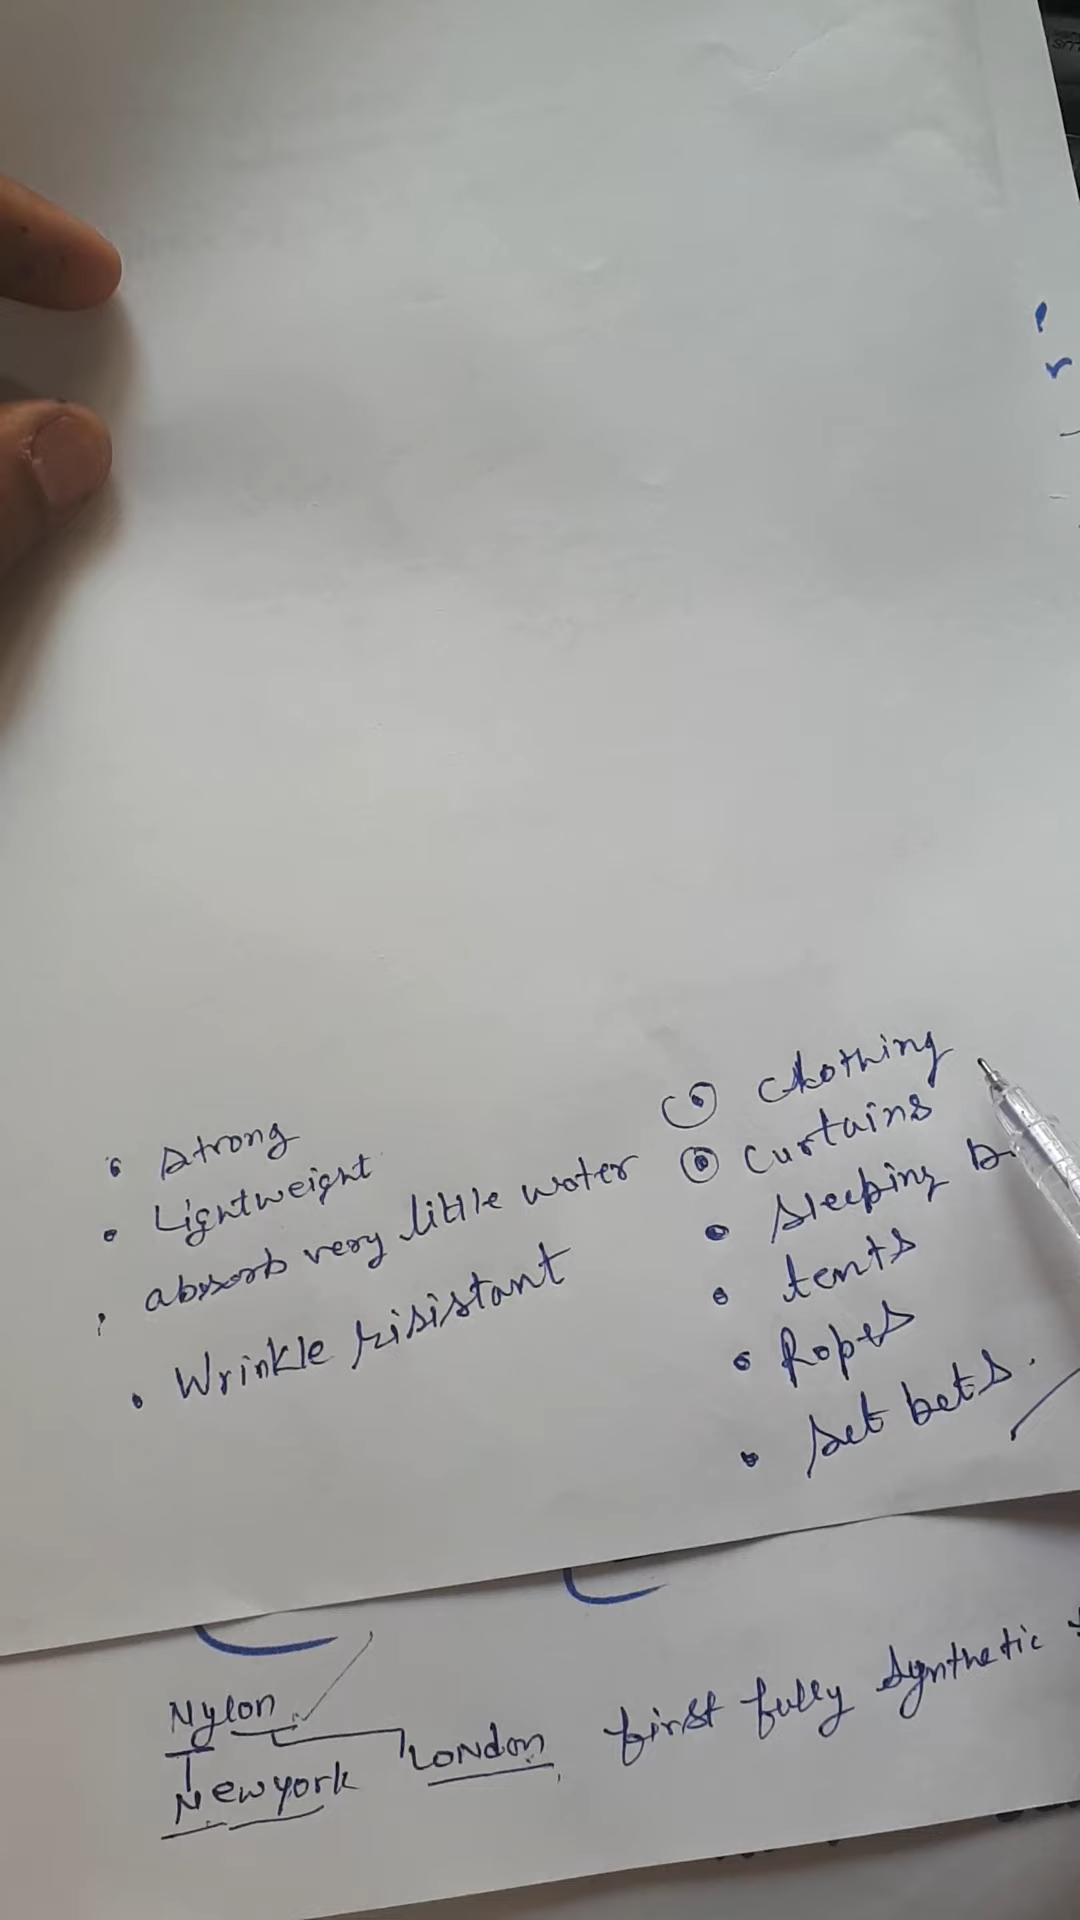 Strong
Lightweight
absorb very little water
Wrinkle risistant
Clothing
Curtains
Sleeping
tents
Ropes
set bets.
Nylon
Newyork
London
first fully synthetic